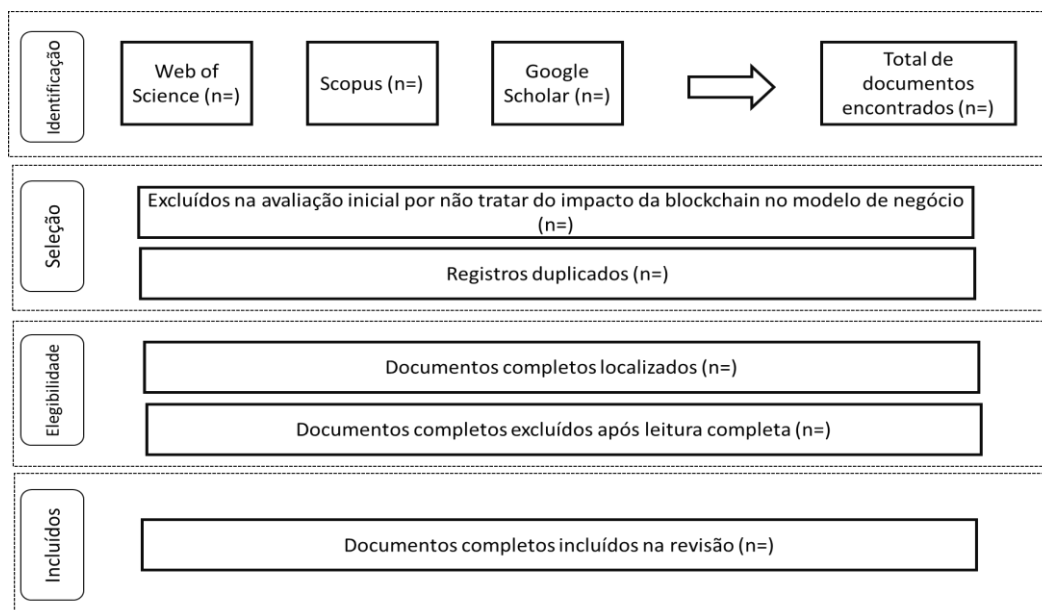 Identificação
Web of
Science (n=)
Scopus (n=)
Google
Scholar (n=)
Total de
documentos
encontrados (n=)
Seleção
Excluídos na avaliação inicial por não tratar do impacto da blockchain no modelo de negócio
(n=)
Registros duplicados (n=)
Elegibilidade
Documentos completos localizados (n=)
Documentos completos excluídos após leitura completa (n=)
Incluídos
Documentos completos incluídos na revisão (n=)